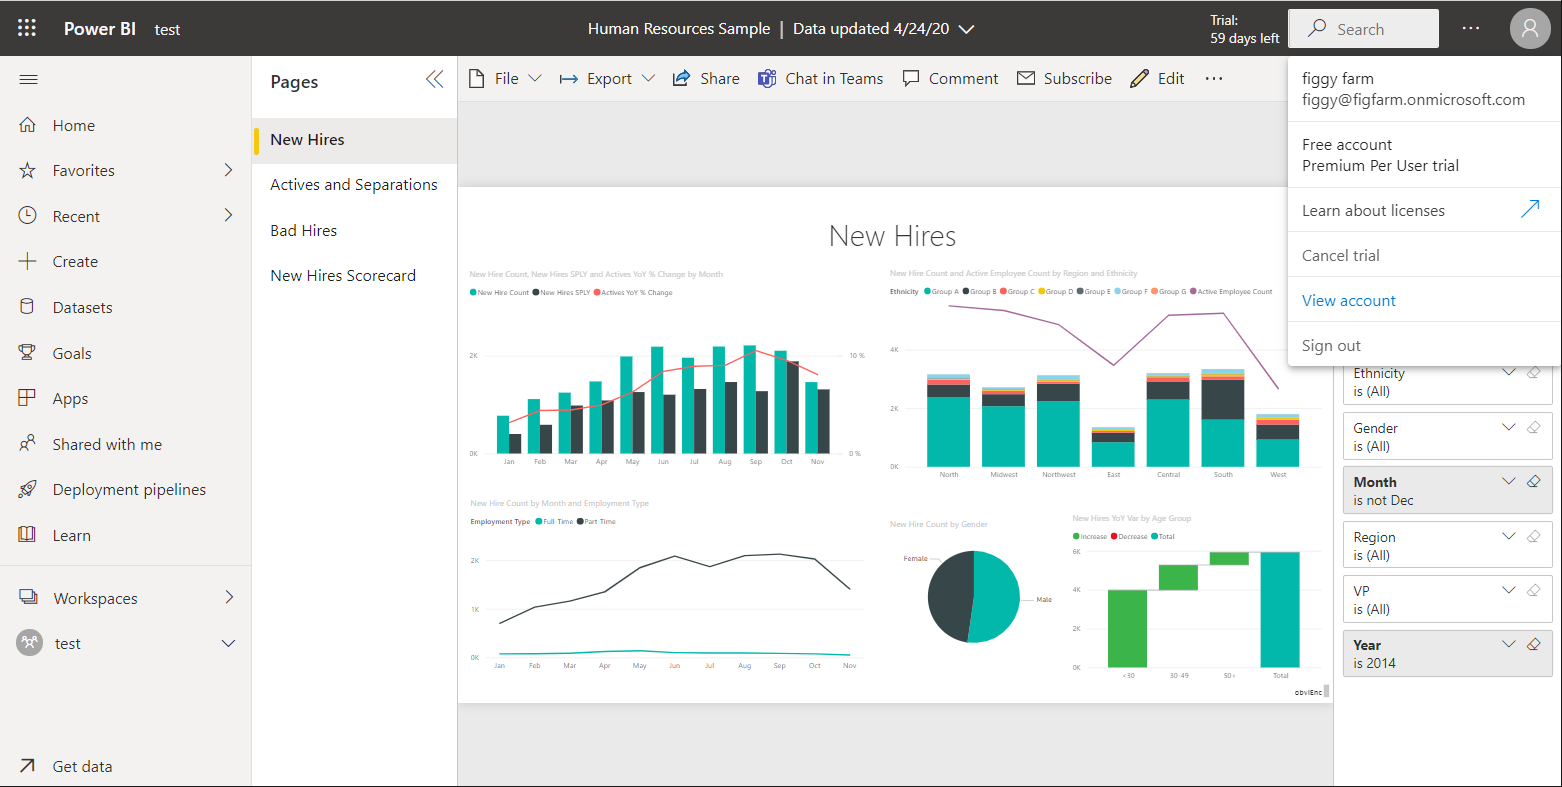 Power BI test
Human Resources Sample | Data updated 4/24/20
Trial:
59 days left
Search
Home
Favorites
Recent
Create
Datasets
Goals
Apps
Shared with me
Deployment pipelines
Learn
Workspaces
test
Get data
Pages
New Hires
Actives and Separations
Bad Hires
New Hires Scorecard
File Export Share Chat in Teams Comment Subscribe Edit
New Hires
New Hire Count, New Hires SPLY and Actives YoY % Change by Month
New Hire Count New Hires SPLY Actives YoY % Change
2K 10 %
0K 0 %
Jan Feb Mar Apr May Jun Jul Aug Sep Oct Nov
New Hire Count and Active Employee Count by Region and Ethnicity
Ethnicity Group A Group B Group C Group D Group E Group F Group G Active Employee Count
4K
2K
0K
North Midwest Northwest East Central South West
New Hire Count by Month and Employment Type
Employment Type Full-Time Part-Time
2K
1K
0K
Jan Feb Mar Apr May Jun Jul Aug Sep Oct Nov
New Hire Count by Gender
Female
Male
New Hires YoY Var by Age Group
Increase Decrease Total
6K
4K
2K
0K
<30 30-49 50+ Total
obviEnc
figgy farm
figgy@figfarm.onmicrosoft.com
Free account
Premium Per User trial
Learn about licenses
Cancel trial
View account
Sign out
Ethnicity
is (All)
Gender
is (All)
Month
is not Dec
Region
is (All)
VP
is (All)
Year
is 2014